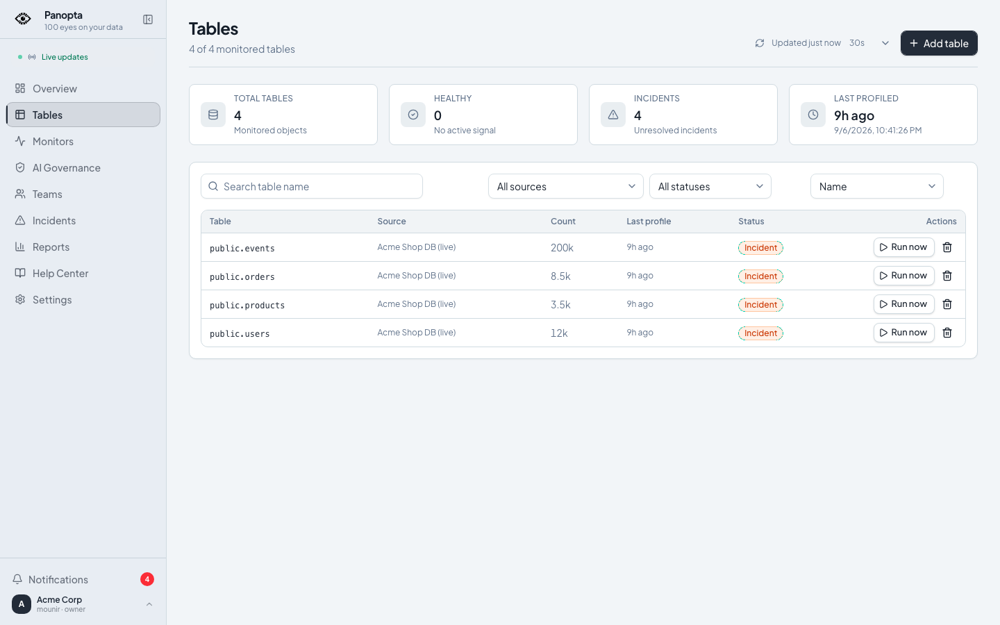 Panopta
100 eyes on your data
Live updates
Overview
Tables
Monitors
AI Governance
Teams
Incidents
Reports
Help Center
Settings
Notifications
4
A
Acme Corp
mounir · owner
Tables
4 of 4 monitored tables
Updated just now
30s
Add table
TOTAL TABLES
4
Monitored objects
HEALTHY
0
No active signal
INCIDENTS
4
Unresolved incidents
LAST PROFILED
9h ago
9/6/2026, 10:41:26 PM
Search table name
All sources
All statuses
Name
Table Source Count Last profile Status Actions
public.events Acme Shop DB (live) 200k 9h ago Incident Run now
public.orders Acme Shop DB (live) 8.5k 9h ago Incident Run now
public.products Acme Shop DB (live) 3.5k 9h ago Incident Run now
public.users Acme Shop DB (live) 12k 9h ago Incident Run now